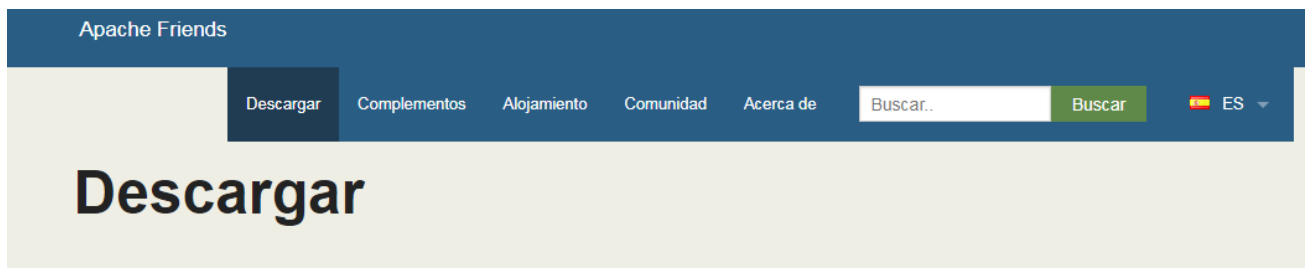 Apache Friends
Descargar Complementos Alojamiento Comunidad Acerca de Buscar.. Buscar ES
Descargar